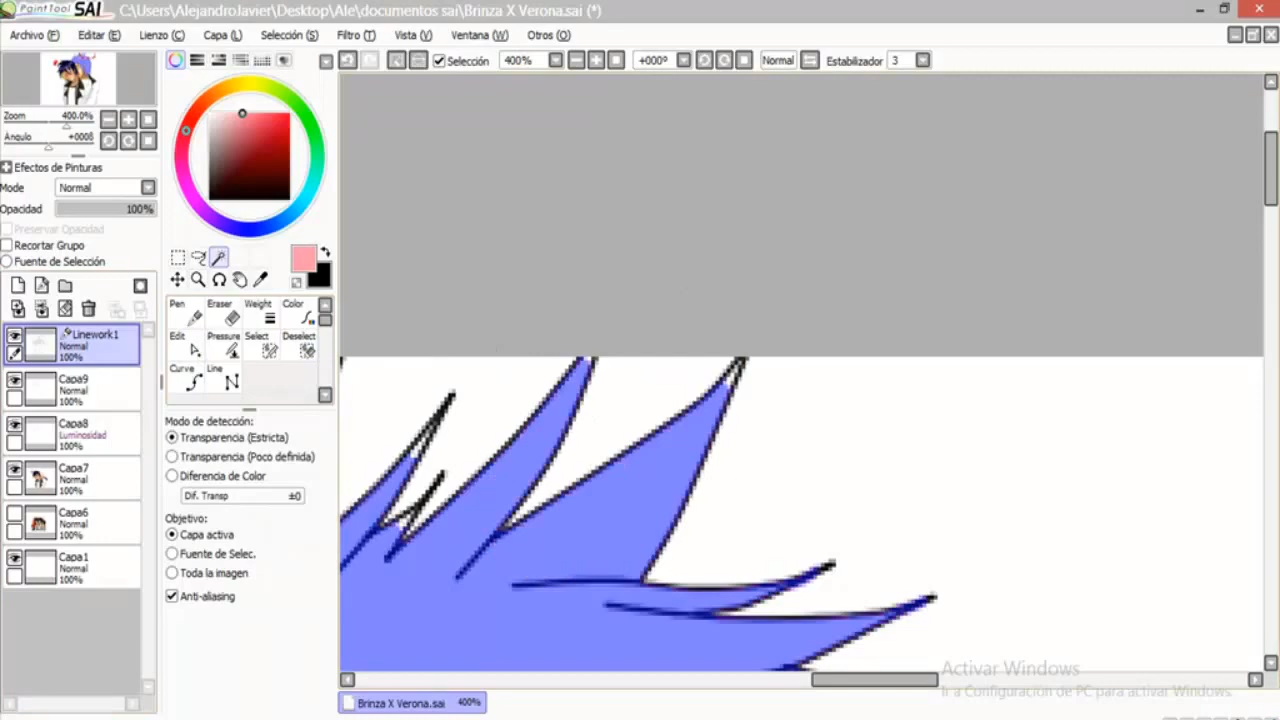 PaintTool SAI C:\Users\AlejandroJavier\Desktop\Ale\documentos sai\Brinza X Verona.sai (*)
Archivo (F) Editar (E) Lienzo (C) Capa (L) Selección (S) Filtro (T) Vista (V) Ventana (W) Otros (O)
Selección 400% +000º Normal Estabilizador 3
Zoom 400.0%
Ángulo +000º
Efectos de Pinturas
Mode Normal
Opacidad 100%
Preservar Opacidad
Recortar Grupo
Fuente de Selección
Linework1
Normal
100%
Capa9
Normal
100%
Capa8
Luminosidad
100%
Capa7
Normal
100%
Capa6
Normal
100%
Capa1
Normal
100%
Pen Eraser Weight Color
Edit Pressure Select Deselect
Curve Line
Modo de detección:
Transparencia (Estricta)
Transparencia (Poco definida)
Diferencia de Color
Dif. Transp ±0
Objetivo:
Capa activa
Fuente de Selec.
Toda la imagen
Anti-aliasing
Activar Windows
Ir a Configuración de PC para activar Windows.
Brinza X Verona.sai 400%